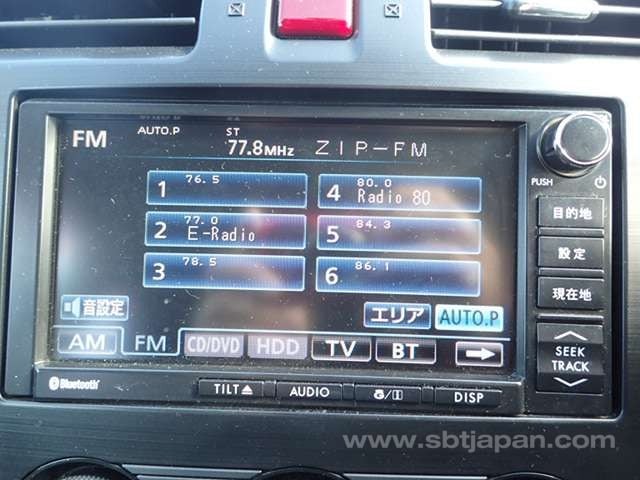 FM
AUTO.P
ST
77.8MHZ
ZIP-FM
1 76.5
2 77.0 E-Radio
3 78.5
4 80.0 Radio 80
5 84.3
6 86.1
音設定
エリア
AUTO.P
AM
FM
CD/DVD
HDD
TV
BT
PUSH
目的地
設定
現在地
SEEK
TRACK
Bluetooth
TILT
AUDIO
DISP
www.sbtjapan.com